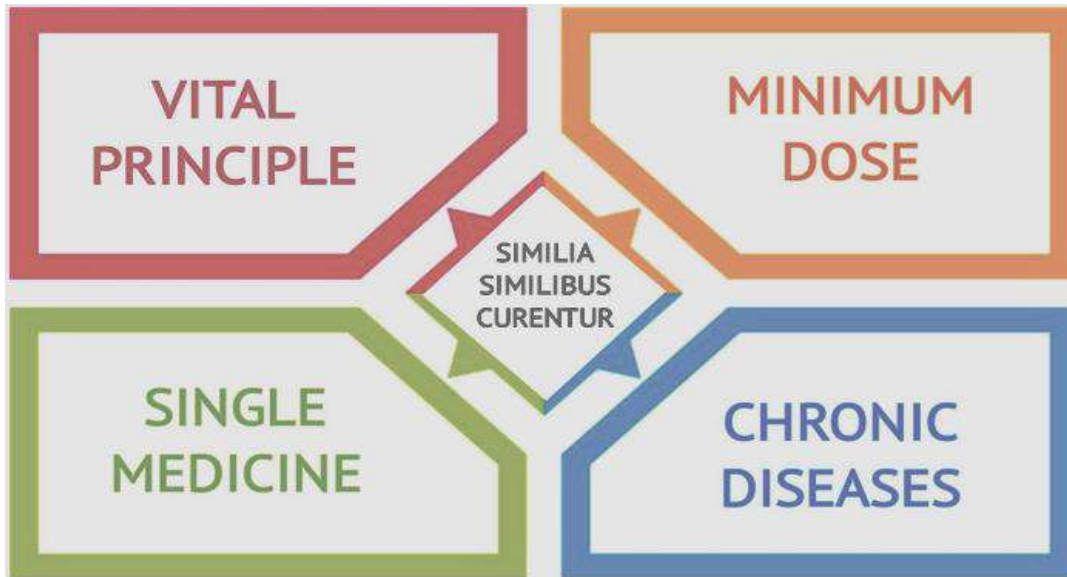 VITAL
PRINCIPLE
MINIMUM
DOSE
SIMILIA
SIMILIBUS
CURENTUR
SINGLE
MEDICINE
CHRONIC
DISEASES